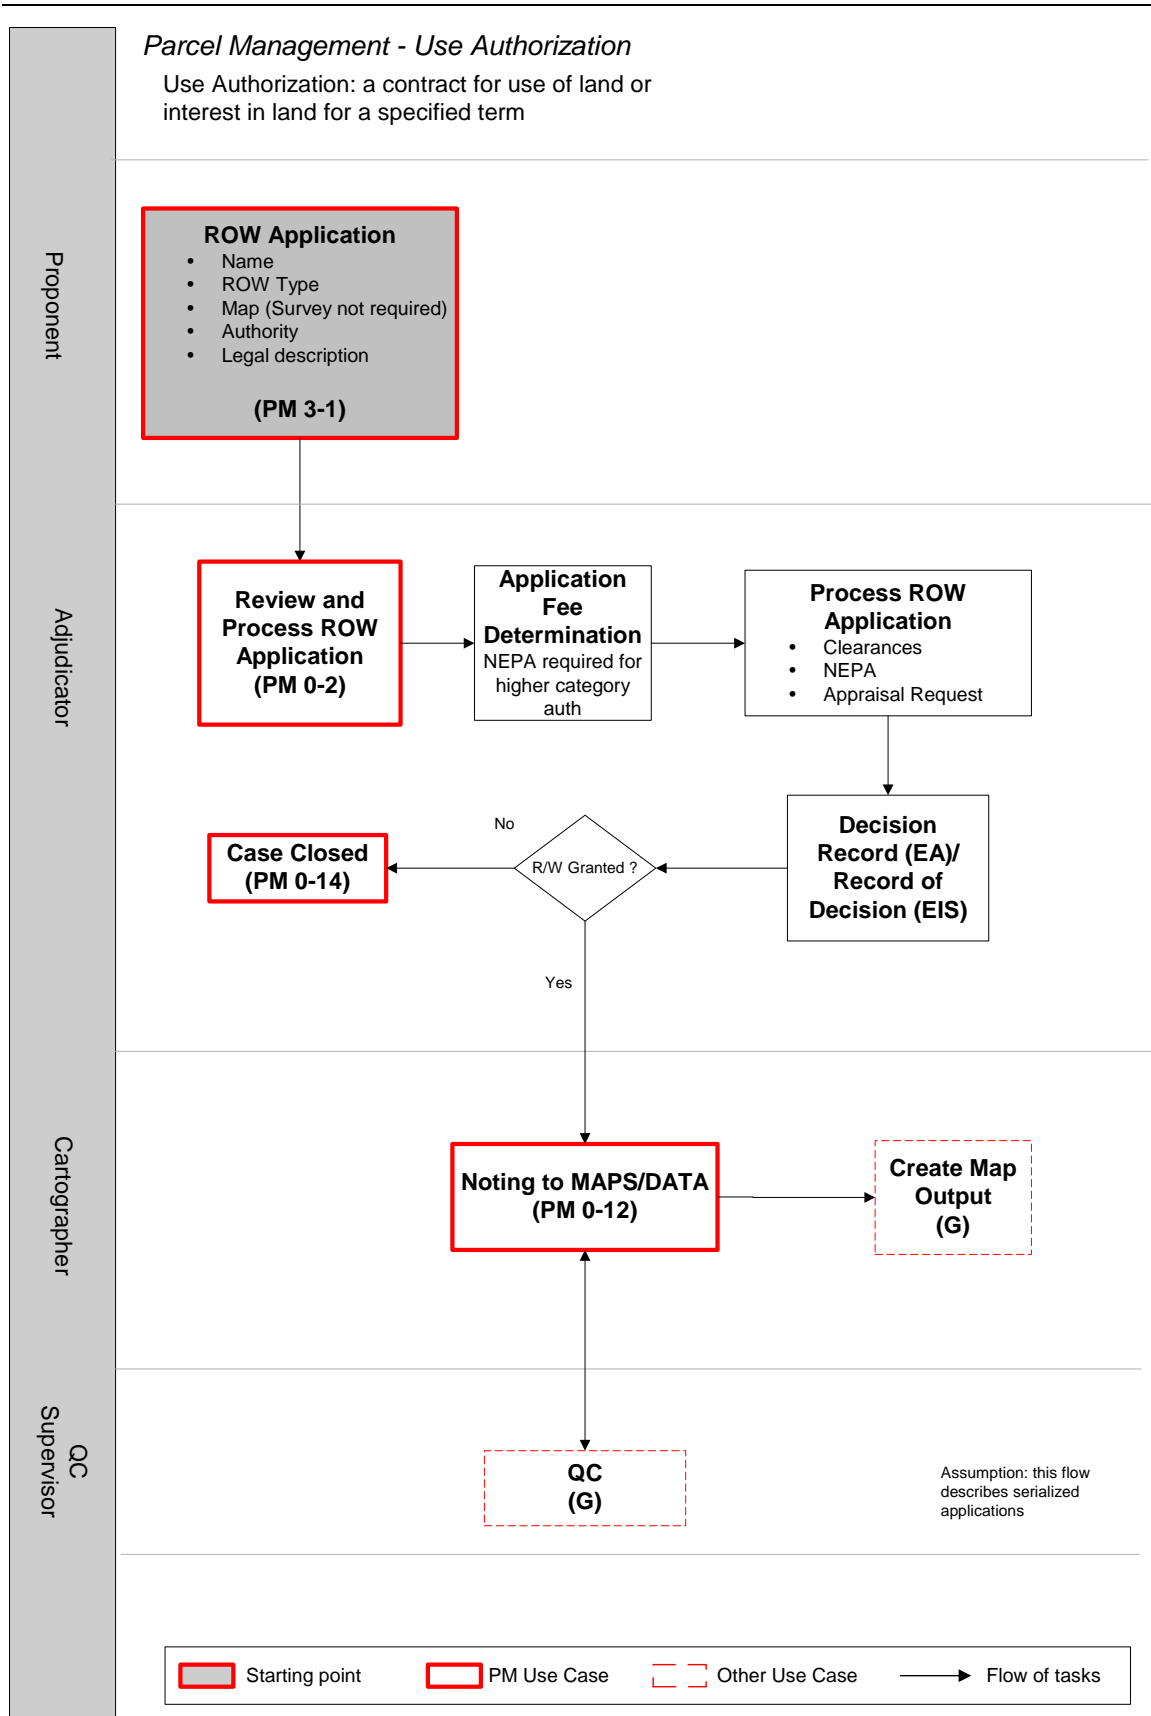 Parcel Management - Use Authorization
Use Authorization: a contract for use of land or
interest in land for a specified term
Proponent
ROW Application
• Name
• ROW Type
• Map (Survey not required)
• Authority
• Legal description
(PM 3-1)
Adjudicator
Review and
Process ROW
Application
(PM 0-2)
Application
Fee
Determination
NEPA required for
higher category
auth
Process ROW
Application
• Clearances
• NEPA
• Appraisal Request
Decision
Record (EA)/
Record of
Decision (EIS)
R/W Granted ?
No
Case Closed
(PM 0-14)
Yes
Cartographer
Noting to MAPS/DATA
(PM 0-12)
Create Map
Output
(G)
QC
Supervisor
QC
(G)
Assumption: this flow
describes serialized
applications
Starting point
PM Use Case
Other Use Case
Flow of tasks